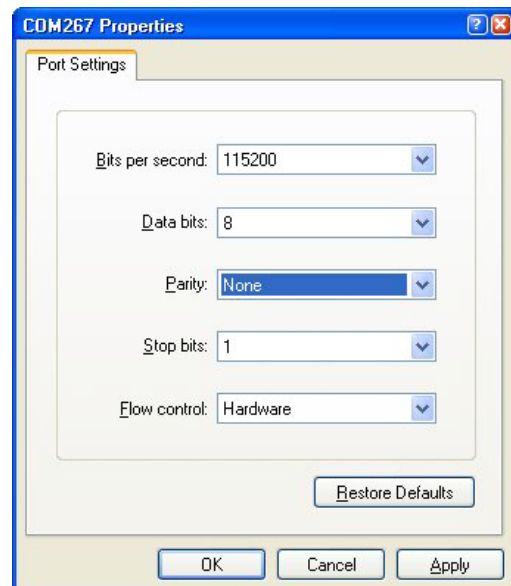 COM267 Properties
Port Settings
Bits per second: 115200
Data bits: 8
Parity: None
Stop bits: 1
Flow control: Hardware
Restore Defaults
OK Cancel Apply